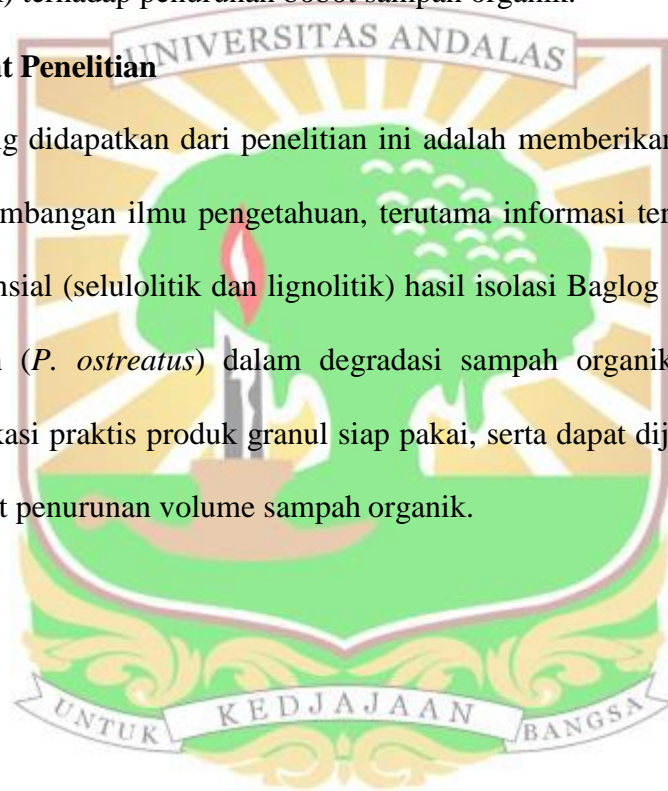 ) terhadap penurunan bobot sampah organik.
UNIVERSITAS ANDALAS
t Penelitian
g didapatkan dari penelitian ini adalah memberikan
mbangan ilmu pengetahuan, terutama informasi ter
nsial (selulolitik dan lignolitik) hasil isolasi Baglog
(P. ostreatus) dalam degradasi sampah organik
kasi praktis produk granul siap pakai, serta dapat dij
t penurunan volume sampah organik.
UNTUK KEDJAJAAN BANGSA